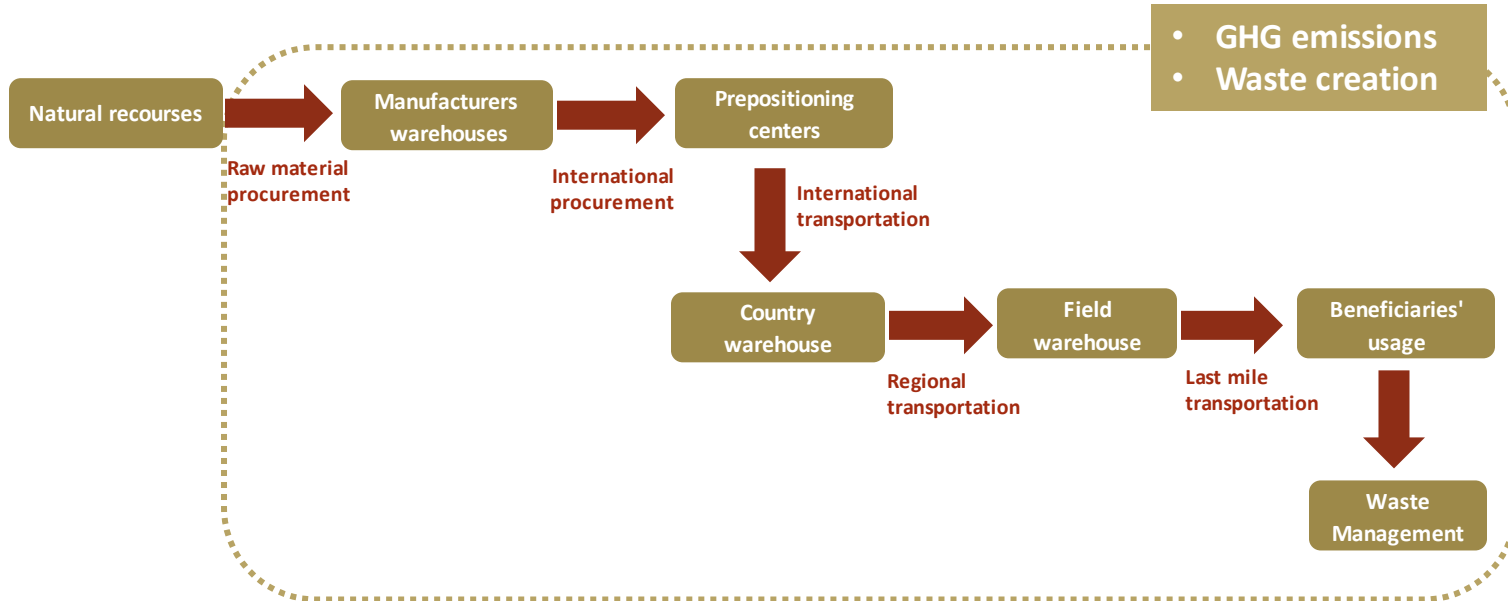 • GHG emissions
• Waste creation
Natural recourses
Manufacturers
warehouses
Prepositioning
centers
Raw material
procurement
International
procurement
International
transportation
Country
warehouse
Field
warehouse
Beneficiaries'
usage
Regional
transportation
Last mile
transportation
Waste
Management